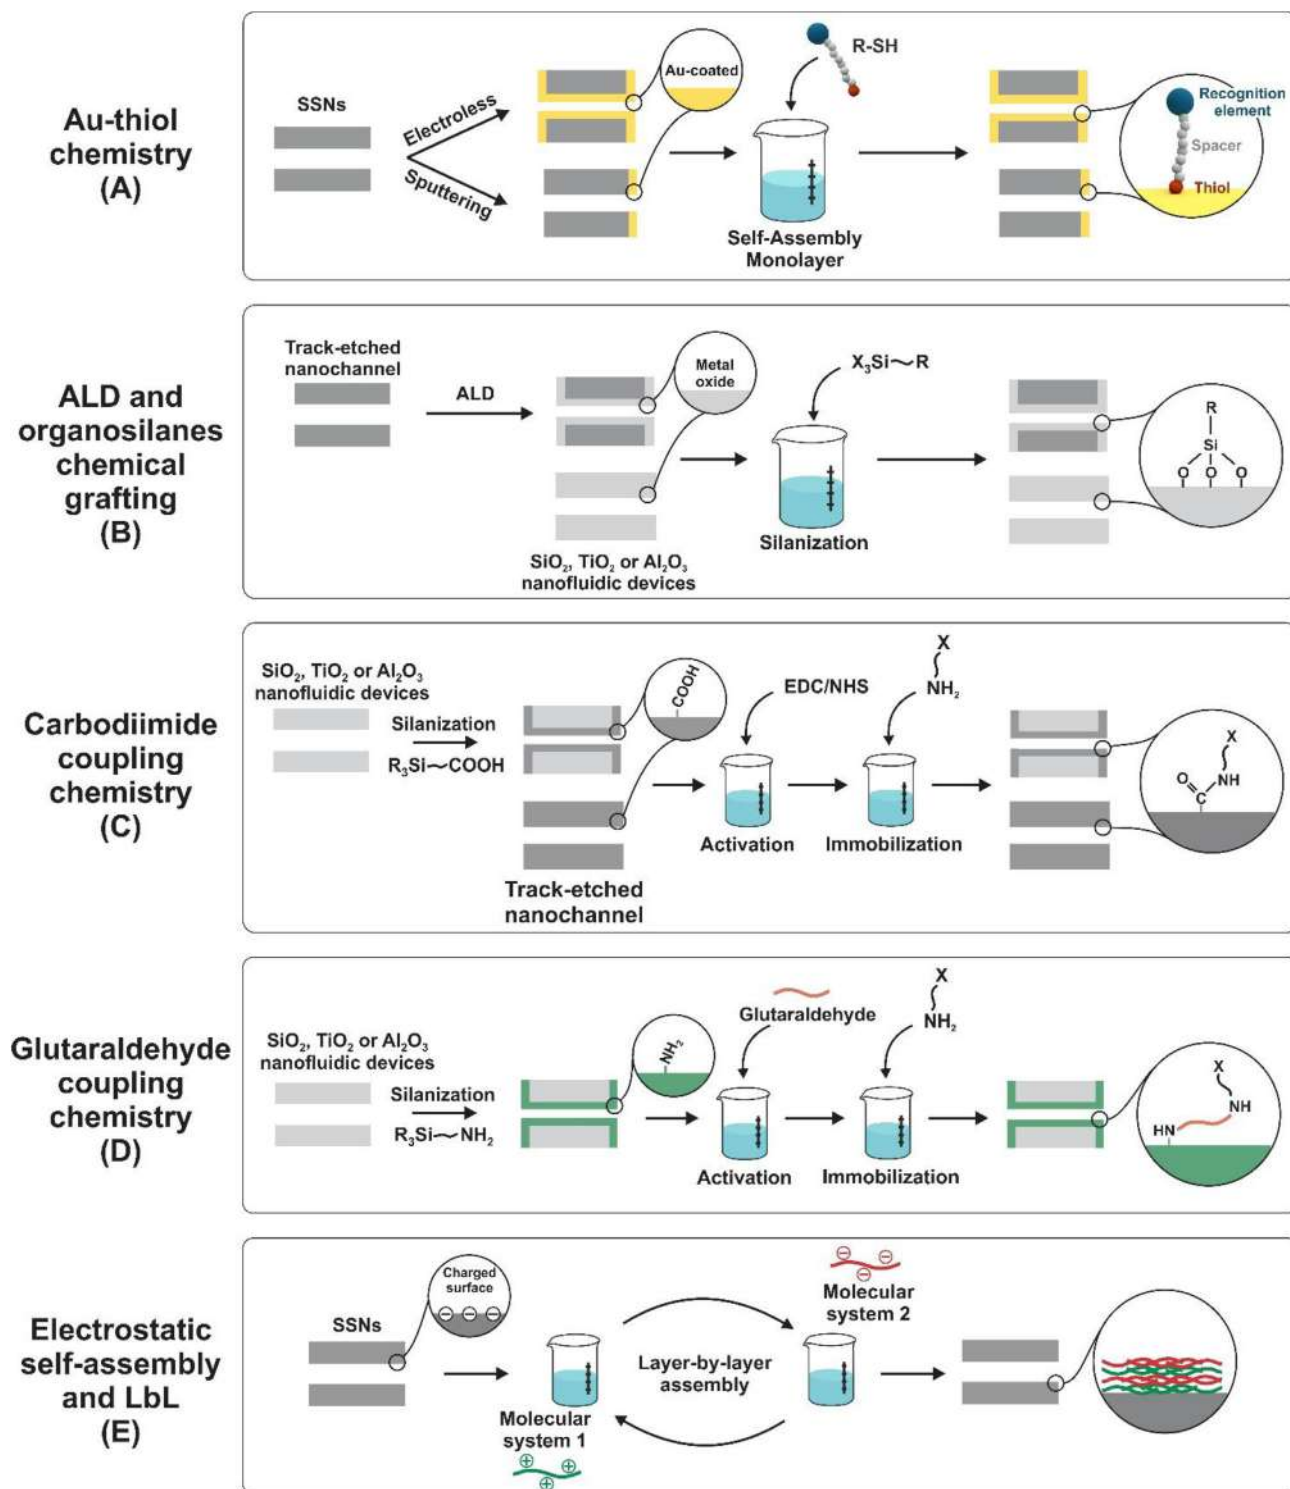 Au-thiol
chemistry
(A)
SSNs
Electroless
Sputtering
Au-coated
R-SH
Self-Assembly
Monolayer
Recognition
element
Spacer
Thiol
ALD and
organosilanes
chemical
grafting
(B)
Track-etched
nanochannel
ALD
Metal
oxide
SiO₂, TiO₂ or Al₂O₃
nanofluidic devices
X₃Si~R
Silanization
R
Si
O O O
Carbodiimide
coupling
chemistry
(C)
SiO₂, TiO₂ or Al₂O₃
nanofluidic devices
Silanization
R₃Si~COOH
COOH
Track-etched
nanochannel
EDC/NHS
Activation
X
NH₂
Immobilization
X
O
NH
C
Glutaraldehyde
coupling
chemistry
(D)
SiO₂, TiO₂ or Al₂O₃
nanofluidic devices
Silanization
R₃Si~NH₂
NH₂
Glutaraldehyde
Activation
X
NH₂
Immobilization
X
NH
HN
Electrostatic
self-assembly
and LbL
(E)
SSNs
Charged
surface
− − −
Molecular
system 1
+ + +
Layer-by-layer
assembly
− − −
Molecular
system 2